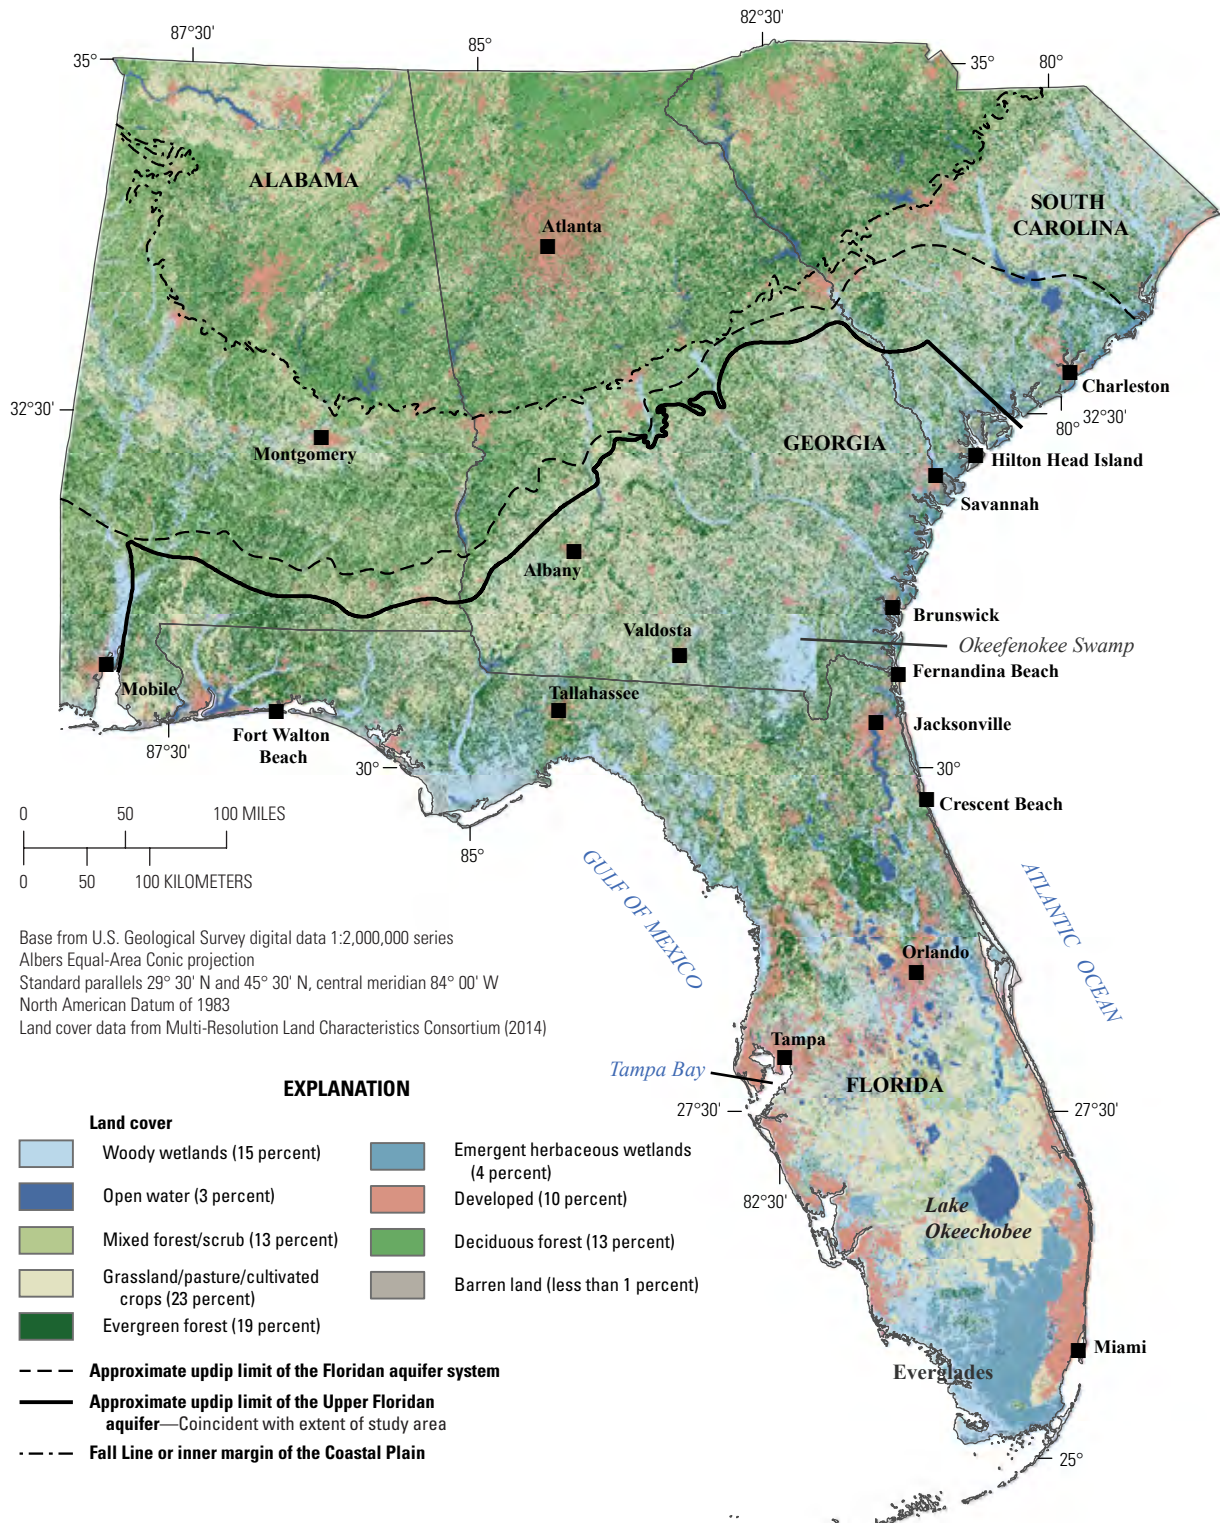 87°30'
85°
82°30'
35°
35°
80°
ALABAMA
Atlanta
SOUTH
CAROLINA
Charleston
32°30'
80°
32°30'
Montgomery
GEORGIA
Hilton Head Island
Savannah
Albany
Brunswick
Valdosta
Okeefenokee Swamp
Fernandina Beach
Mobile
Tallahassee
Jacksonville
Fort Walton
Beach
87°30'
30°
30°
Crescent Beach
0 50 100 MILES
0 50 100 KILOMETERS
85°
GULF OF MEXICO
ATLANTIC OCEAN
Base from U.S. Geological Survey digital data 1:2,000,000 series
Albers Equal-Area Conic projection
Standard parallels 29° 30' N and 45° 30' N, central meridian 84° 00' W
North American Datum of 1983
Land cover data from Multi-Resolution Land Characteristics Consortium (2014)
Orlando
Tampa
Tampa Bay
FLORIDA
27°30'
27°30'
82°30'
Lake
Okeechobee
Miami
Everglades
25°
EXPLANATION
Land cover
Woody wetlands (15 percent)
Open water (3 percent)
Mixed forest/scrub (13 percent)
Grassland/pasture/cultivated
crops (23 percent)
Evergreen forest (19 percent)
Emergent herbaceous wetlands
(4 percent)
Developed (10 percent)
Deciduous forest (13 percent)
Barren land (less than 1 percent)
Approximate updip limit of the Floridan aquifer system
Approximate updip limit of the Upper Floridan
aquifer—Coincident with extent of study area
Fall Line or inner margin of the Coastal Plain